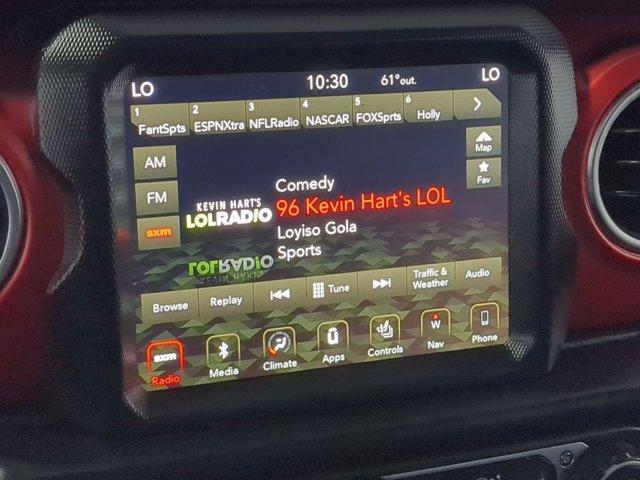 LO 10:30 61° out. LO
1 FantSpts 2 ESPNXtra 3 NFLRadio 4 NASCAR 5 FOXSprts 6 Holly >
AM
Map
FM
Fav
sxm
KEVIN HART'S
LOLRADIO
Comedy
96 Kevin Hart's LOL
Loyiso Gola
Sports
LOLRADIO
KEVIN HART'S
Browse Replay Tune Traffic & Weather Audio
sxm
Radio Media Climate Apps Controls W Nav Phone